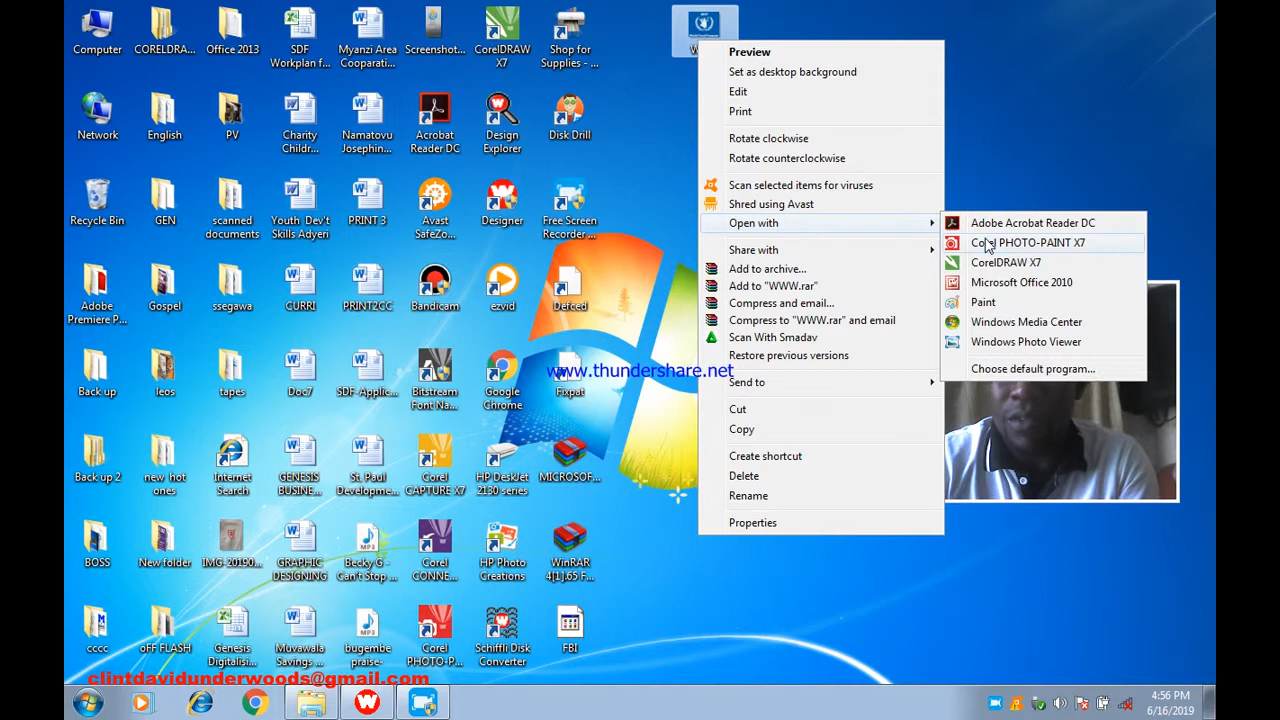 Computer
CORELDRA...
Office 2013
SDF
Workplan f...
Myanzi Area
Cooparati...
Screenshot...
CorelDRAW
X7
Shop for
Supplies - ...
Network
English
PV
Charity
Childr...
Namatovu
Josephin...
Acrobat
Reader DC
Design
Explorer
Disk Drill
Recycle Bin
GEN
scanned
documents
Youth Dev't
Skills Adyeri
PRINT 3
Avast
SafeZo...
Designer
Free Screen
Recorder ...
Adobe
Premiere P...
Gospel
ssegawa
CURRI
PRINT2CC
Bandicam
ezvid
Defced
Back up
leos
tapes
Doc7
SDF-Applic...
Bitstream
Font Na...
Google
Chrome
Fixpat
www.thundershare.net
Back up 2
new hot
ones
Internet
Search
GENESIS
BUSINE...
St. Paul
Developme...
Corel
CAPTURE X7
HP DeskJet
2130 series
MICROSOF...
BOSS
New folder
IMG-20190...
GRAPHIC
DESIGNING
Becky G -
Can't Stop ...
Corel
CONNE...
HP Photo
Creations
WinRAR
4[1].65 F...
cccc
oFF FLASH
Genesis
Digitalisi...
Muvawala
Savings ...
bugembe
praise-
Corel
PHOTO-P...
Schiffli Disk
Converter
FBI
clintdavidunderwoods@gmail.com
Preview
Set as desktop background
Edit
Print
Rotate clockwise
Rotate counterclockwise
Scan selected items for viruses
Shred using Avast
Open with
Share with
Add to archive...
Add to "WWW.rar"
Compress and email...
Compress to "WWW.rar" and email
Scan With Smadav
Restore previous versions
Send to
Cut
Copy
Create shortcut
Delete
Rename
Properties
Adobe Acrobat Reader DC
Corel PHOTO-PAINT X7
CorelDRAW X7
Microsoft Office 2010
Paint
Windows Media Center
Windows Photo Viewer
Choose default program...
4:56 PM
6/16/2019